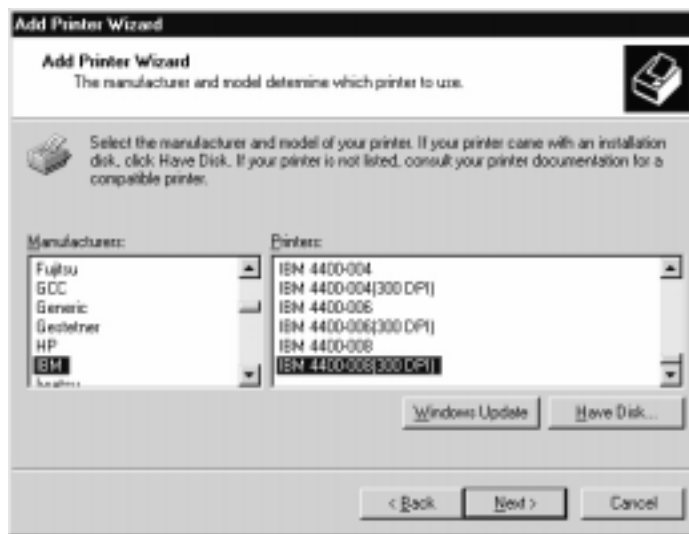 Add Printer Wizard
Add Printer Wizard
The manufacturer and model determine which printer to use.
Select the manufacturer and model of your printer. If your printer came with an installation
disk, click Have Disk. If your printer is not listed, consult your printer documentation for a
compatible printer.
Manufacturers:
Fujitsu
GCC
Generic
Gestetner
HP
IBM
Printers:
IBM 4400-004
IBM 4400-004(300 DPI)
IBM 4400-006
IBM 4400-006(300 DPI)
IBM 4400-008
IBM 4400-008(300 DPI)
Windows Update
Have Disk...
< Back
Next >
Cancel